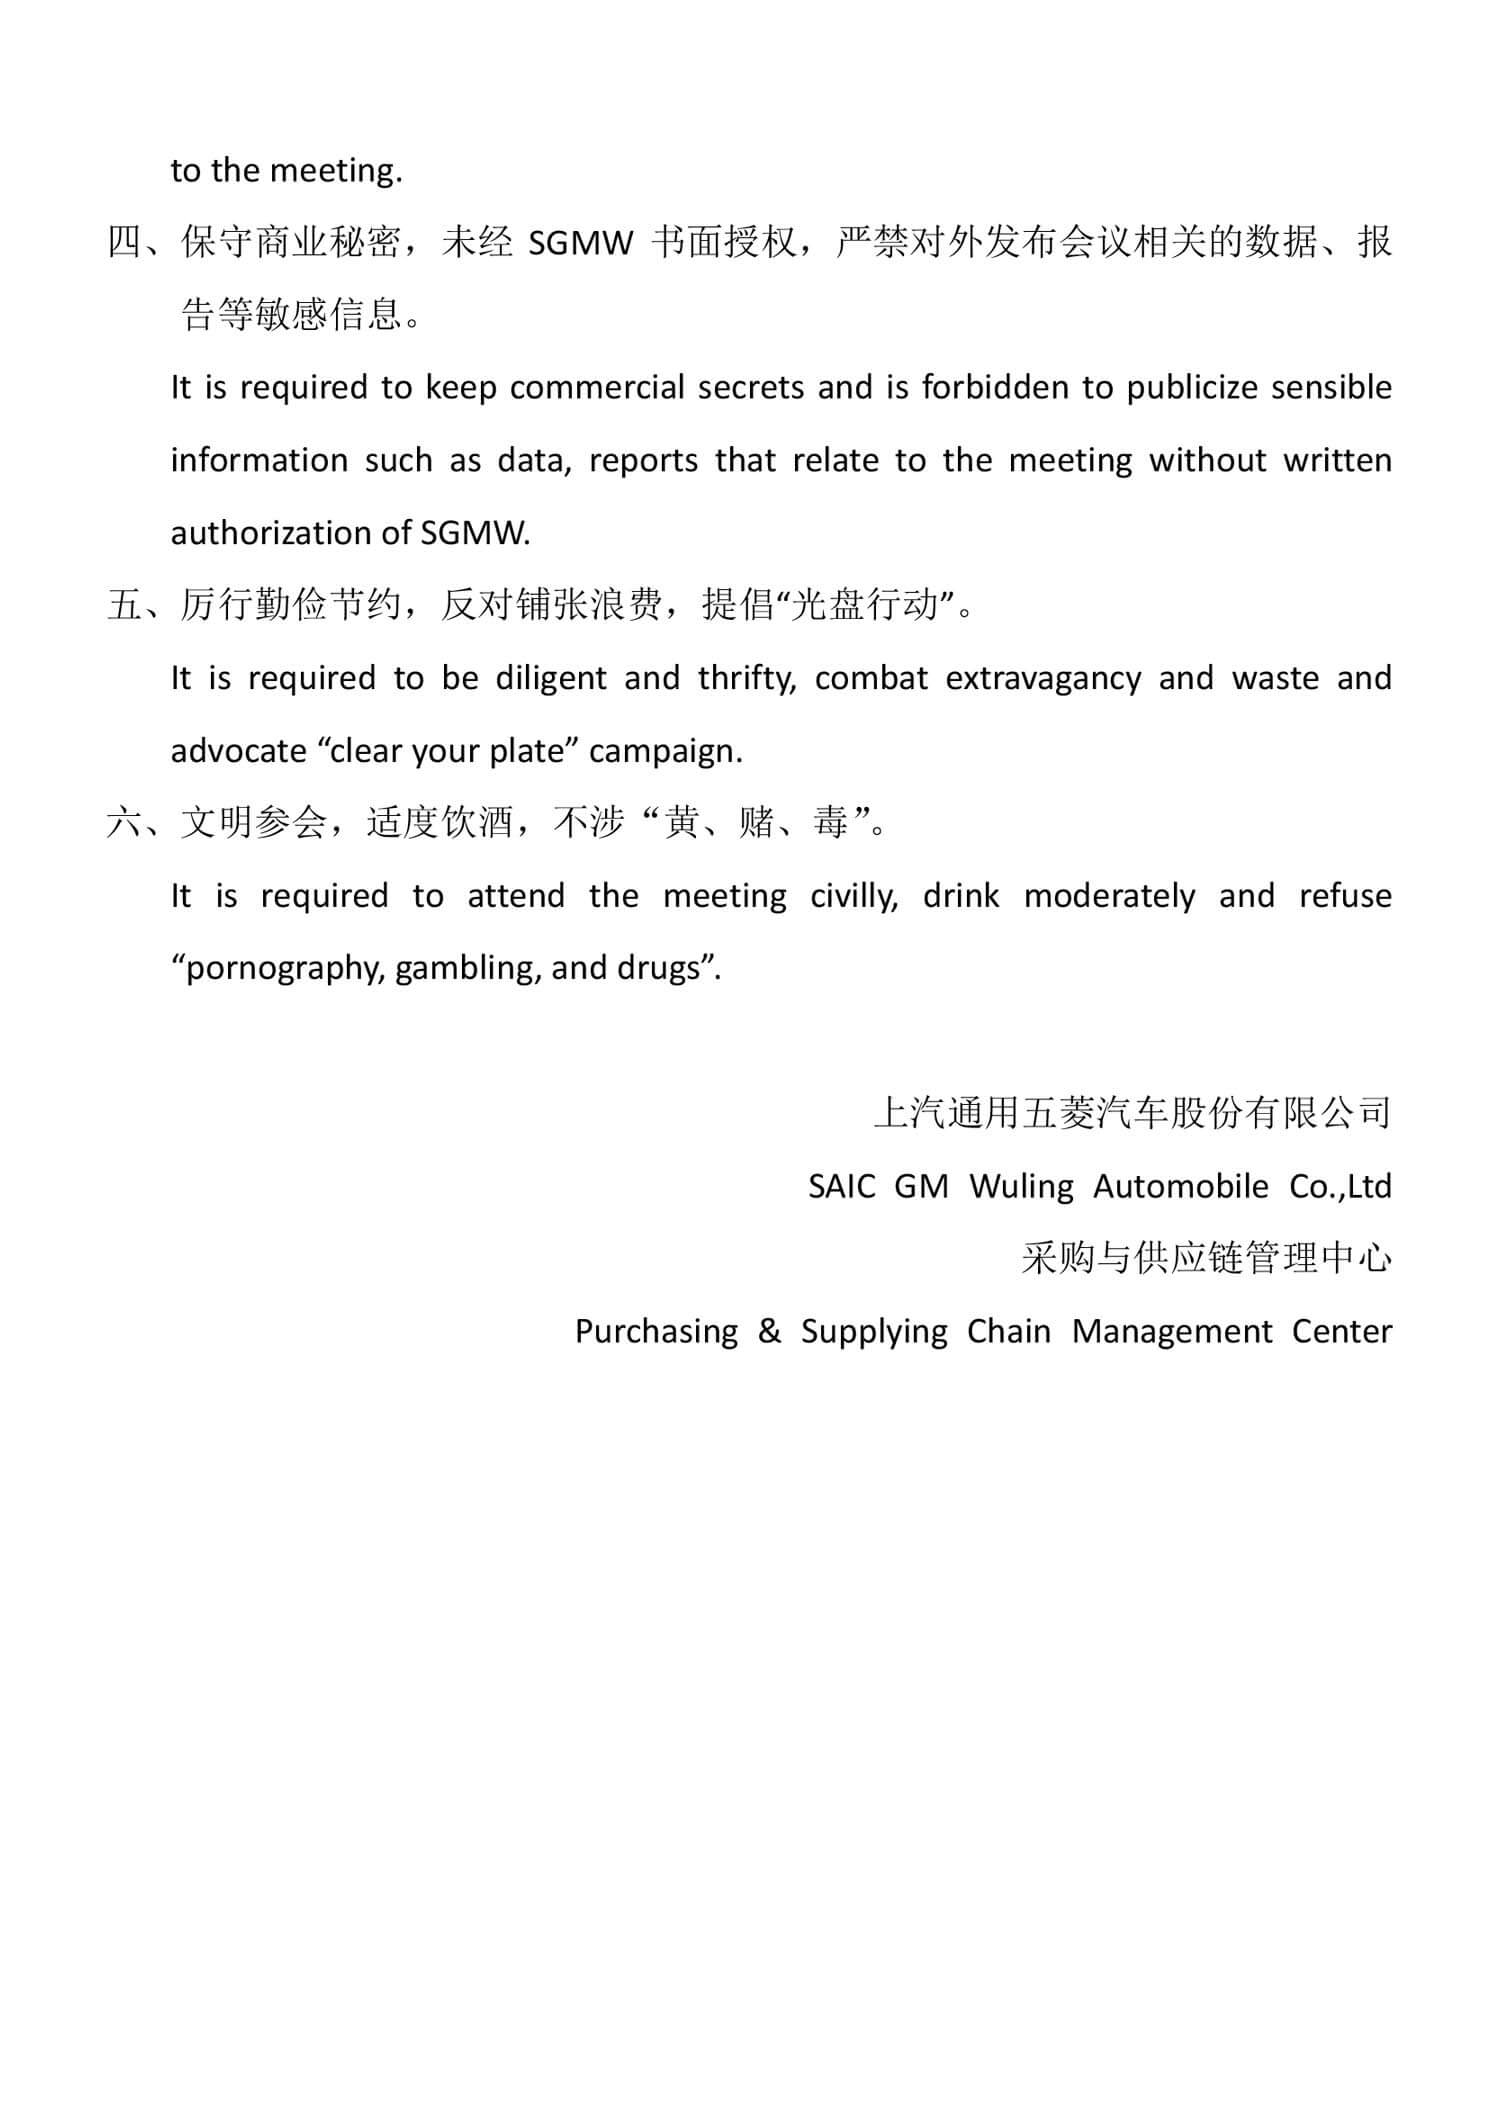 to the meeting.
四、保守商业秘密，未经 SGMW 书面授权，严禁对外发布会议相关的数据、报
告等敏感信息。
It is required to keep commercial secrets and is forbidden to publicize sensible
information such as data, reports that relate to the meeting without written
authorization of SGMW.
五、厉行勤俭节约，反对铺张浪费，提倡“光盘行动”。
It is required to be diligent and thrifty, combat extravagancy and waste and
advocate “clear your plate” campaign.
六、文明参会，适度饮酒，不涉“黄、赌、毒”。
It is required to attend the meeting civilly, drink moderately and refuse
“pornography, gambling, and drugs”.
上汽通用五菱汽车股份有限公司
SAIC GM Wuling Automobile Co.,Ltd
采购与供应链管理中心
Purchasing & Supplying Chain Management Center